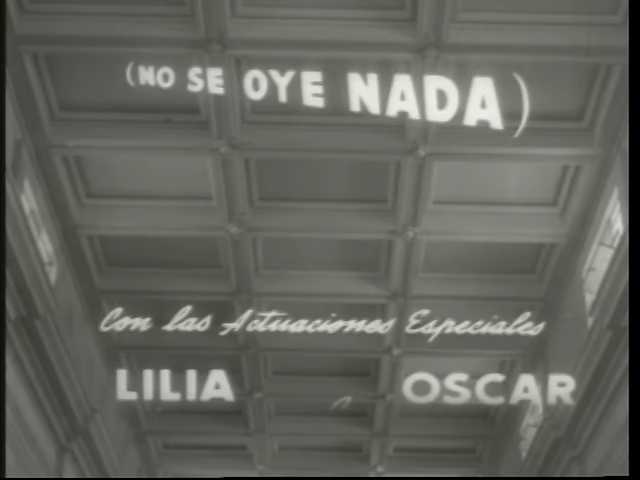 (NO SE OYE NADA)
Con las Actuaciones Especiales
LILIA OSCAR